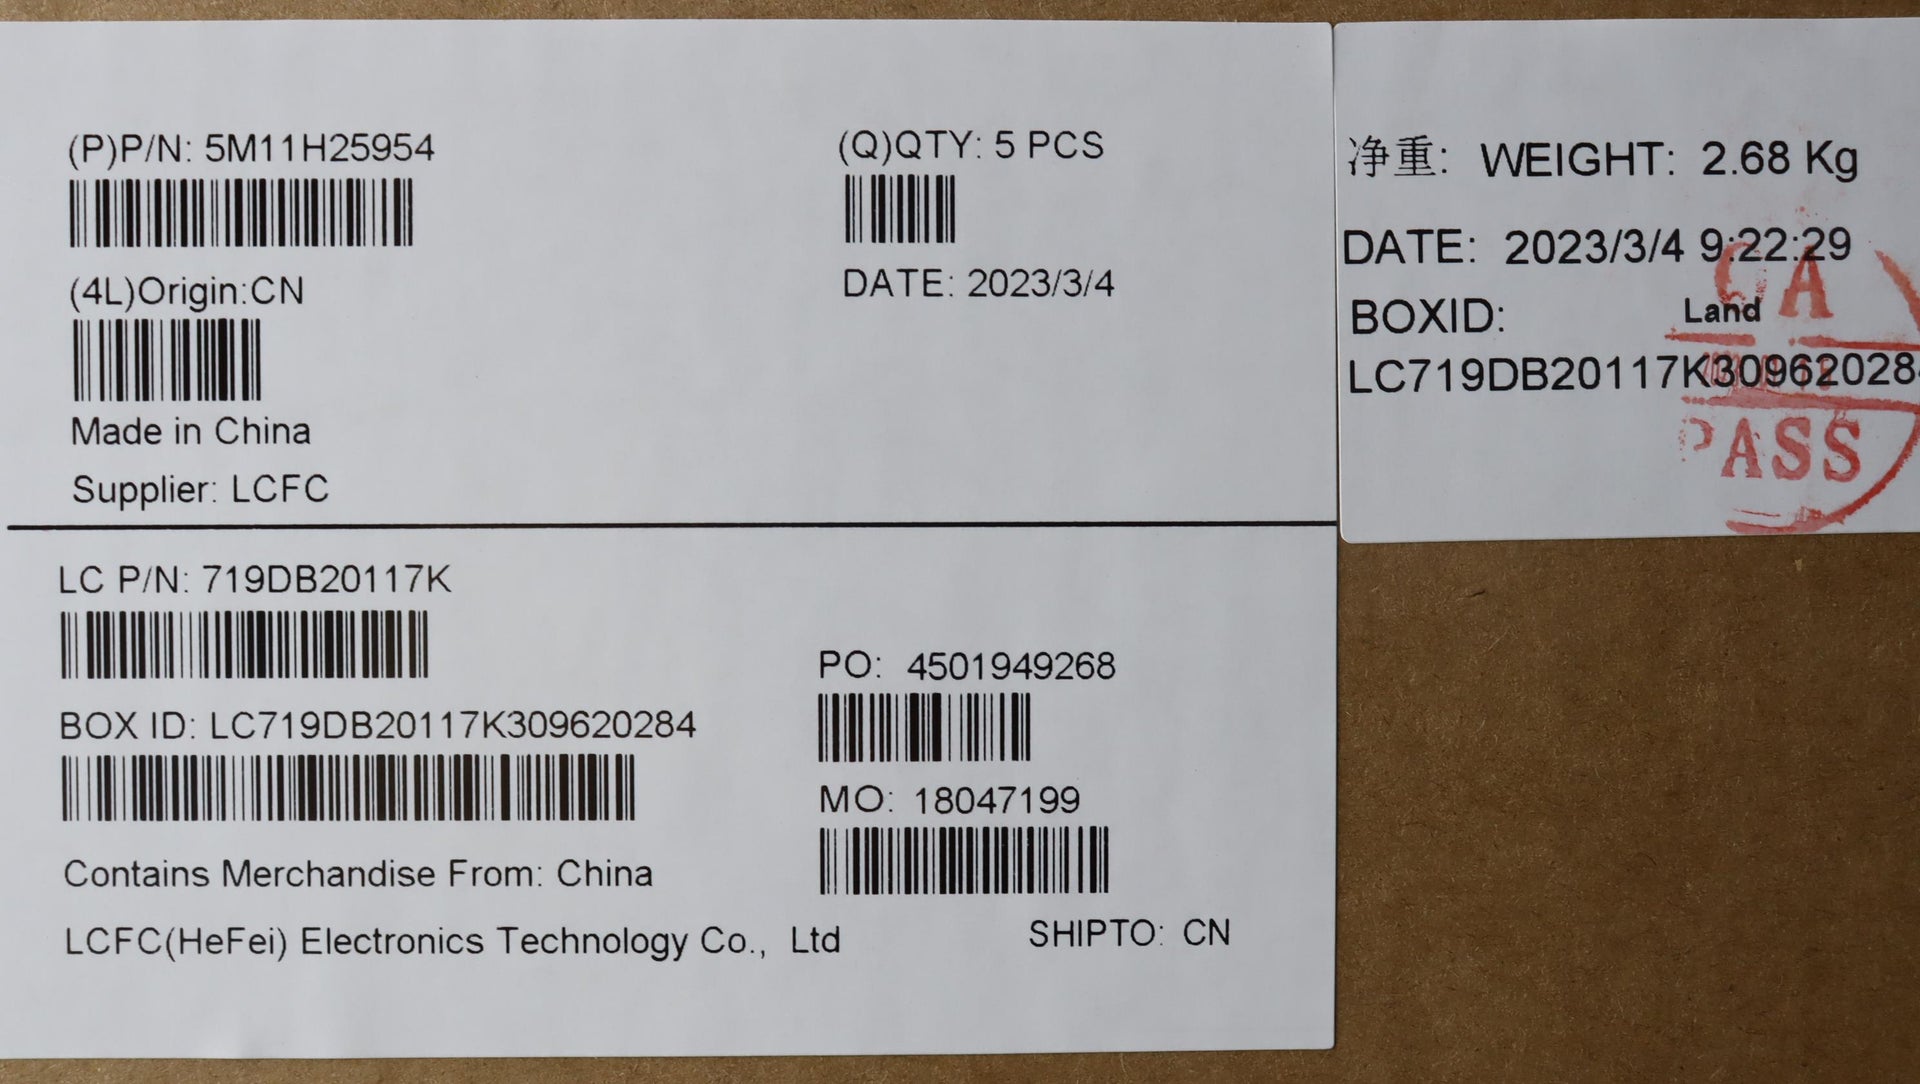 (P)P/N: 5M11H25954
(Q)QTY: 5 PCS
(4L)Origin:CN
DATE: 2023/3/4
Made in China
Supplier: LCFC
LC P/N: 719DB20117K
BOX ID: LC719DB20117K309620284
PO: 4501949268
MO: 18047199
Contains Merchandise From: China
LCFC(HeFei) Electronics Technology Co., Ltd
SHIPTO: CN
净重: WEIGHT: 2.68 Kg
DATE: 2023/3/4 9:22:29
BOXID: Land
LC719DB20117K30962028
QA
PASS